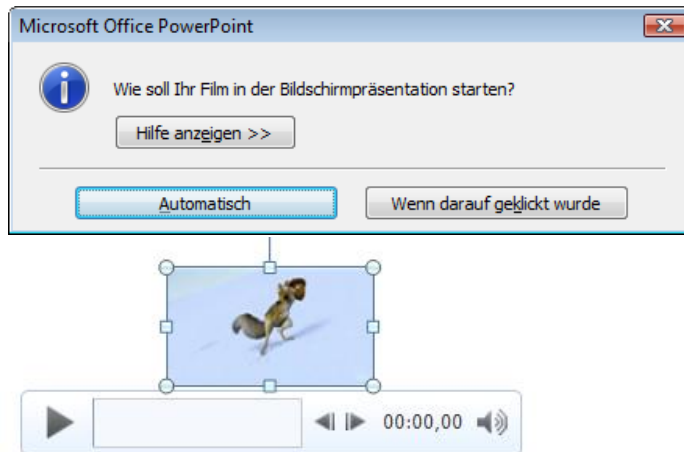 Microsoft Office PowerPoint
Wie soll Ihr Film in der Bildschirmpräsentation starten?
Hilfe anzeigen >>
Automatisch
Wenn darauf geklickt wurde
00:00,00